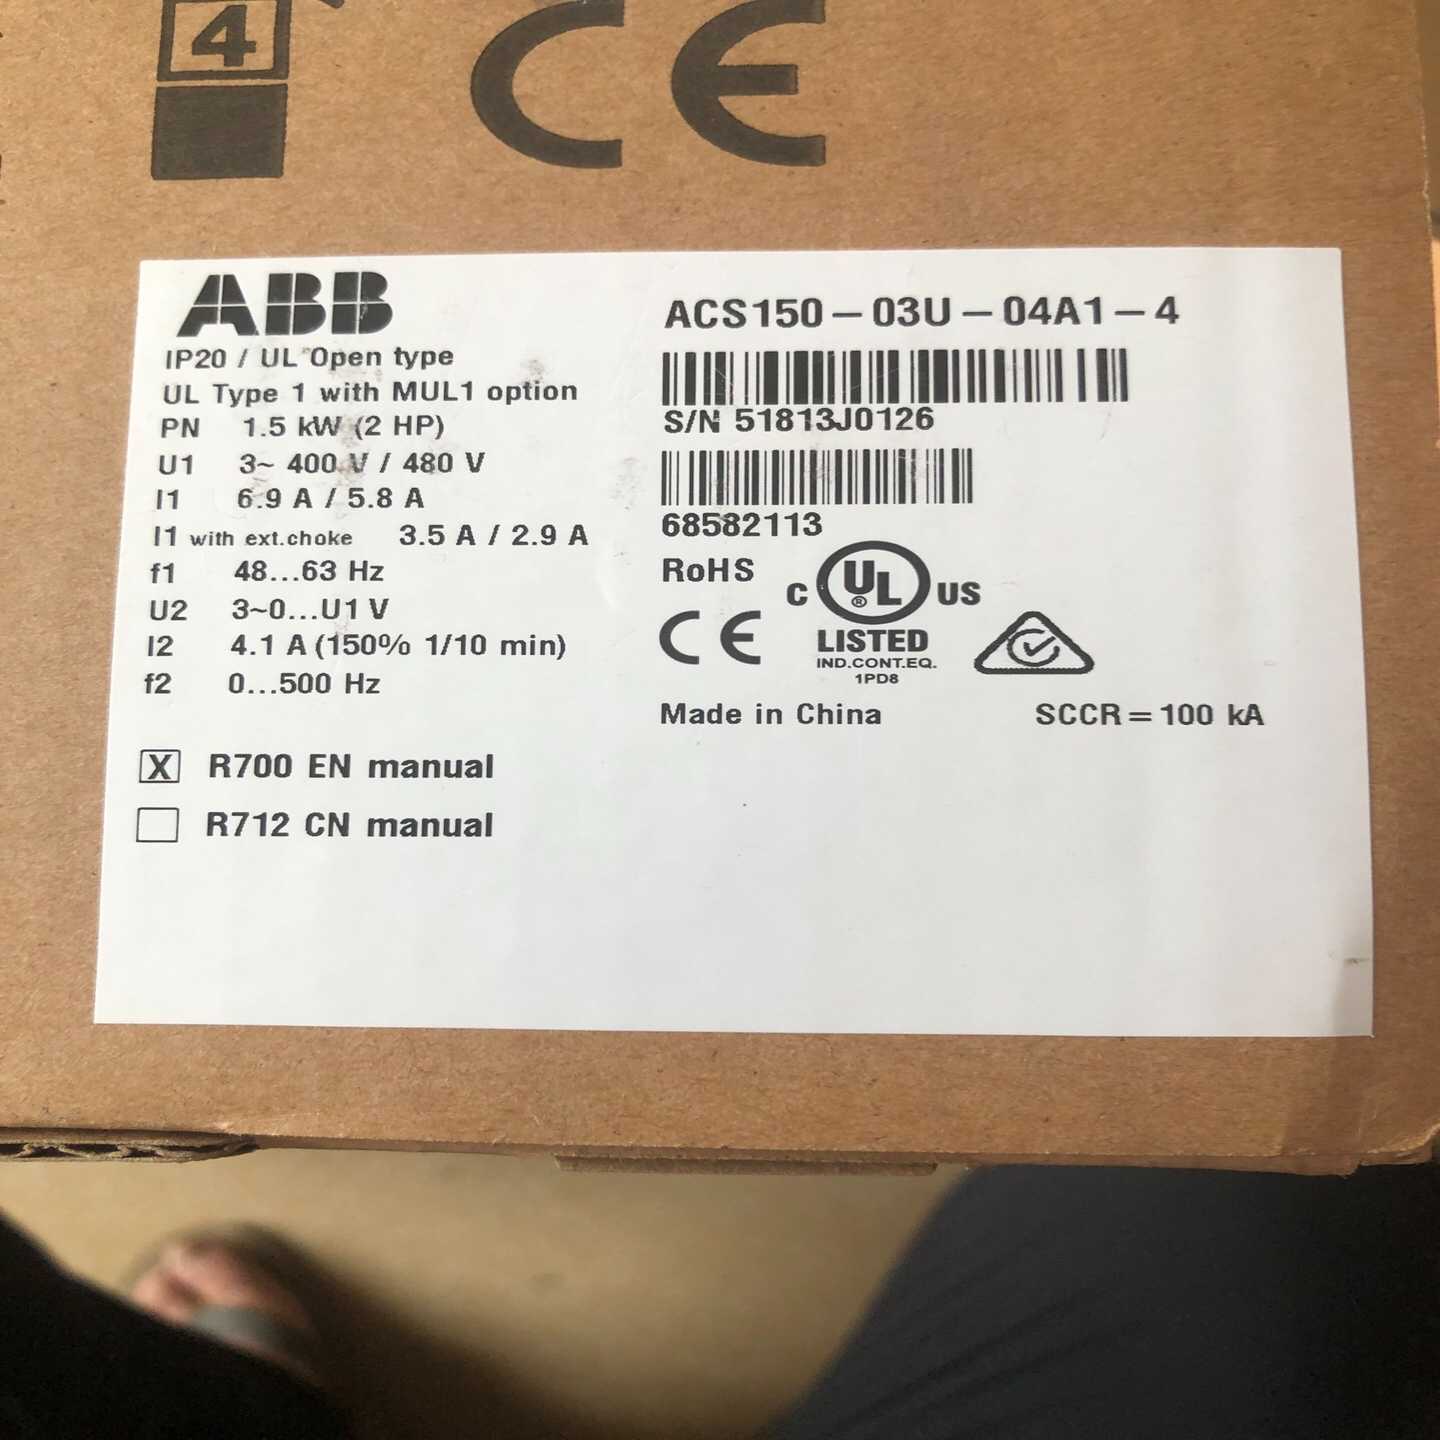 4
CE
ABB
IP20 / UL Open type
UL Type 1 with MUL1 option
PN 1.5 kW (2 HP)
U1 3~ 400 V / 480 V
I1 6.9 A / 5.8 A
I1 with ext.choke 3.5 A / 2.9 A
f1 48...63 Hz
U2 3~0...U1 V
I2 4.1 A (150% 1/10 min)
f2 0...500 Hz
X R700 EN manual
R712 CN manual
ACS150-03U-04A1-4
S/N 51813J0126
68582113
RoHS
C UL ® US
CE
LISTED
IND.CONT.EQ.
1PD8
Made in China
SCCR = 100 kA